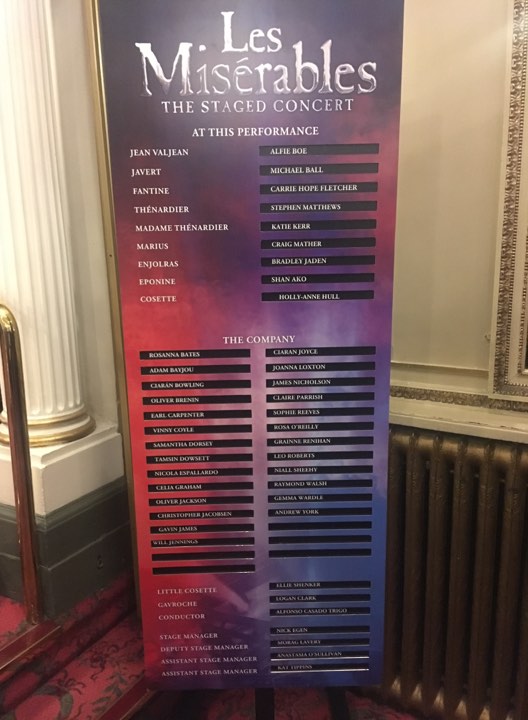 Les
Misérables
THE STAGED CONCERT
AT THIS PERFORMANCE
JEAN VALJEAN ALFIE BOE
JAVERT MICHAEL BALL
FANTINE CARRIE HOPE FLETCHER
THÉNARDIER STEPHEN MATTHEWS
MADAME THÉNARDIER KATIE KERR
MARIUS CRAIG MATHER
ENJOLRAS BRADLEY JADEN
EPONINE SHAN AKO
COSETTE HOLLY-ANNE HULL
THE COMPANY
ROSANNA BATES CIARAN JOYCE
ADAM BAYJOU JOANNA LOXTON
CIARAN BOWLING JAMES NICHOLSON
OLIVER BRENIN CLAIRE PARRISH
EARL CARPENTER SOPHIE REEVES
VINNY COYLE ROSA O'REILLY
SAMANTHA DORSEY GRAINNE RENIHAN
TAMSIN DOWSETT LEO ROBERTS
NICOLA ESPALLARDO NIALL SHEEHY
CELIA GRAHAM RAYMOND WALSH
OLIVER JACKSON GEMMA WARDLE
CHRISTOPHER JACOBSEN ANDREW YORK
GAVIN JAMES
WILL JENNINGS
LITTLE COSETTE ELLIE SHENKER
GAVROCHE LOGAN CLARK
CONDUCTOR ALFONSO CASADO TRIGO
STAGE MANAGER NICK EGEN
DEPUTY STAGE MANAGER MORAG LAVERY
ASSISTANT STAGE MANAGER ANASTASIA O'SULLIVAN
ASSISTANT STAGE MANAGER KAT TIPPINS